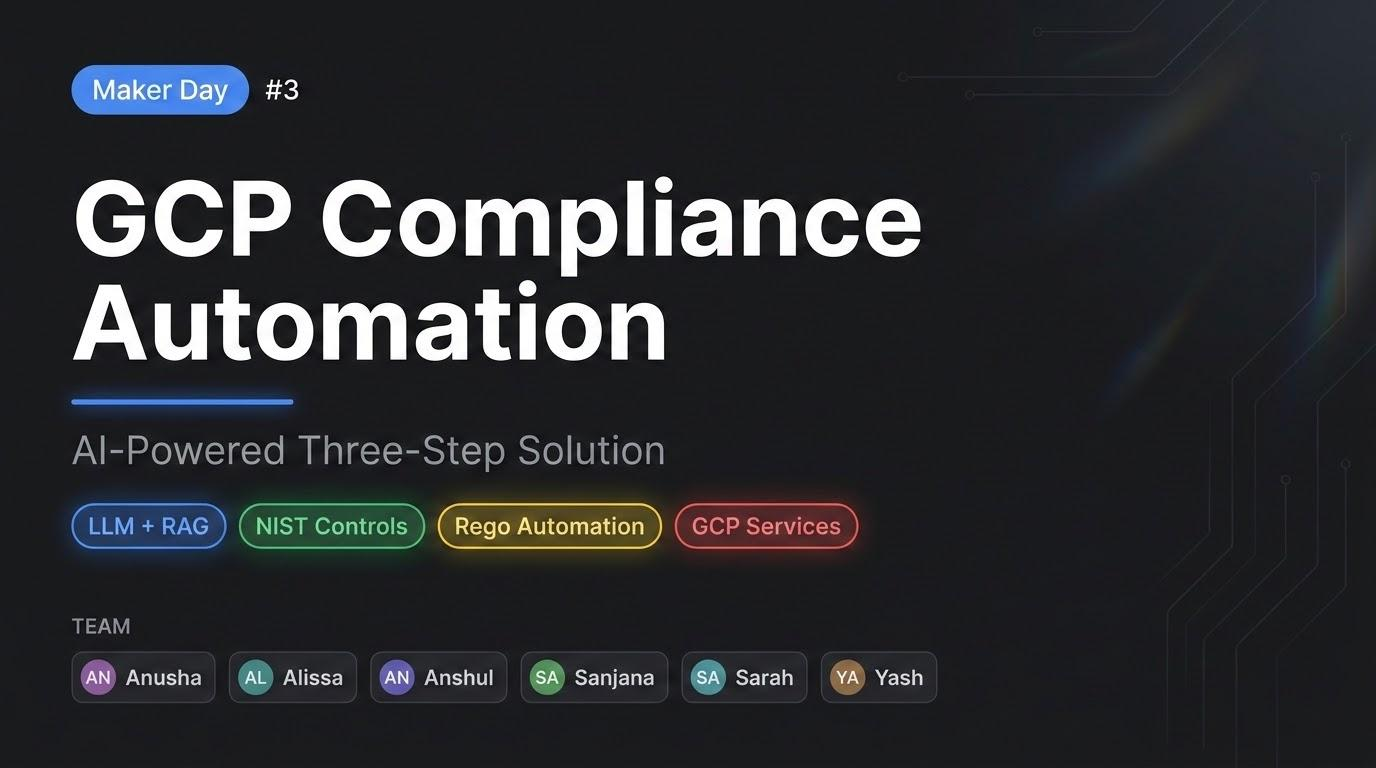 Maker Day #3
GCP Compliance
Automation
AI-Powered Three-Step Solution
LLM + RAG NIST Controls Rego Automation GCP Services
TEAM
AN Anusha AL Alissa AN Anshul SA Sanjana SA Sarah YA Yash